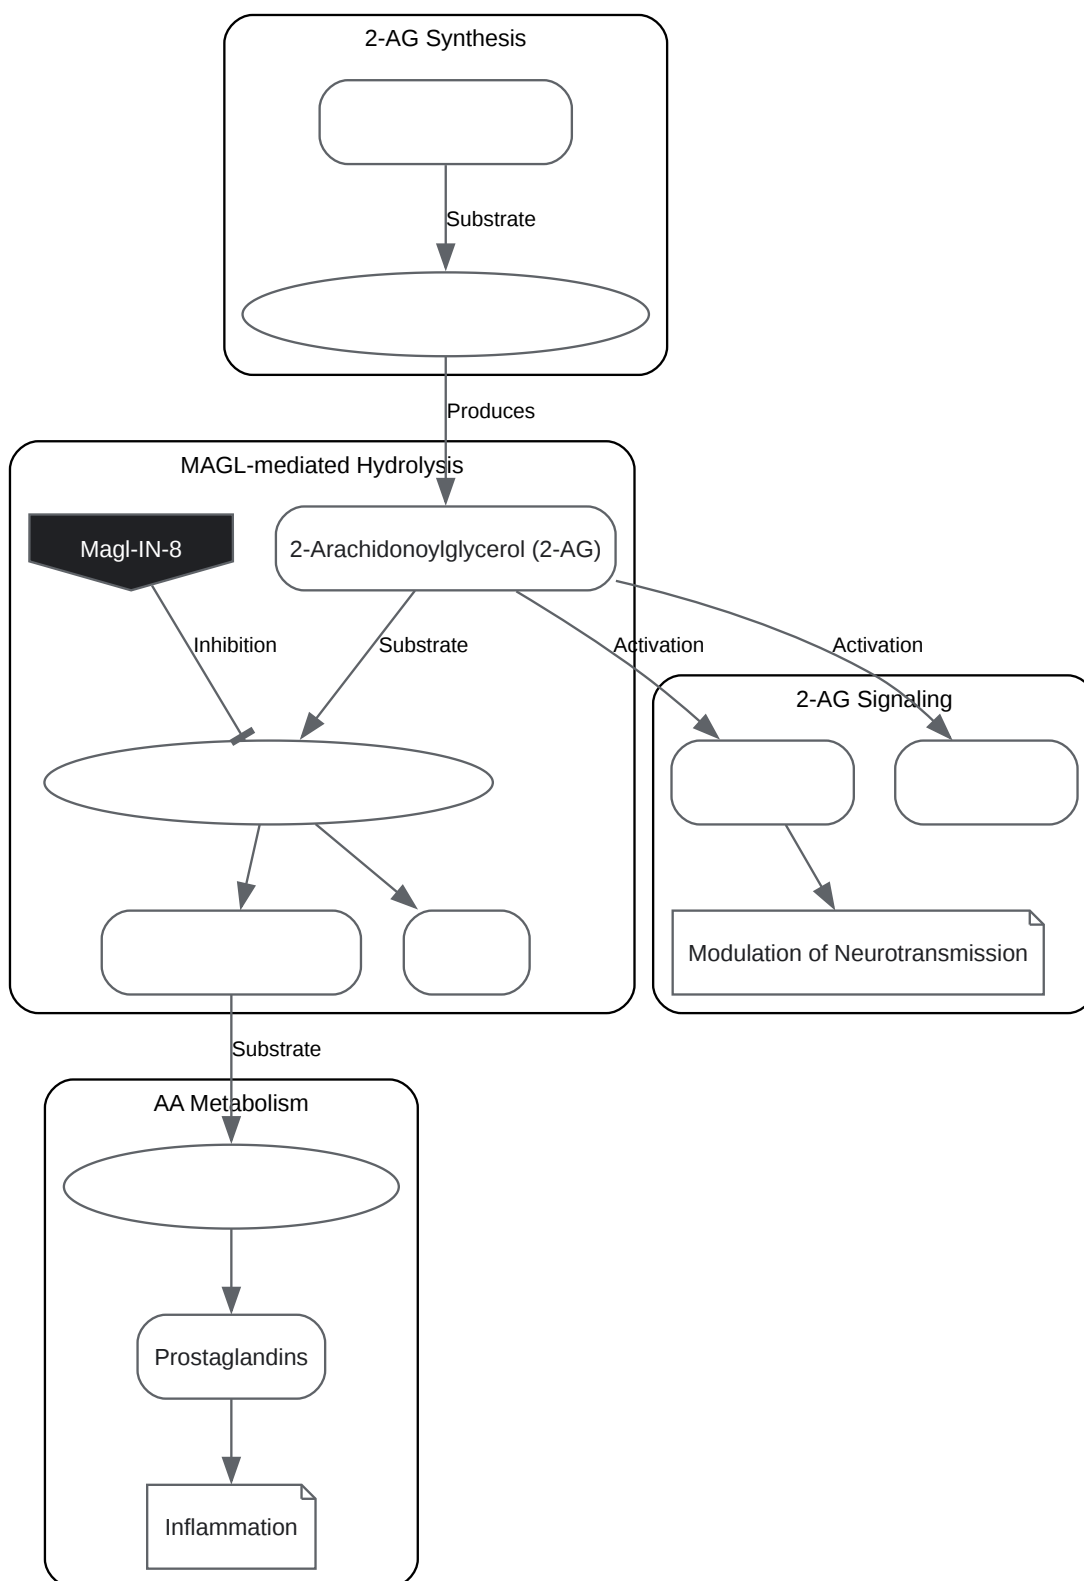 2-AG Synthesis
Substrate
Produces
MAGL-mediated Hydrolysis
Magl-IN-8
2-Arachidonoylglycerol (2-AG)
Inhibition
Substrate
Activation
Activation
2-AG Signaling
Modulation of Neurotransmission
Substrate
AA Metabolism
Prostaglandins
Inflammation